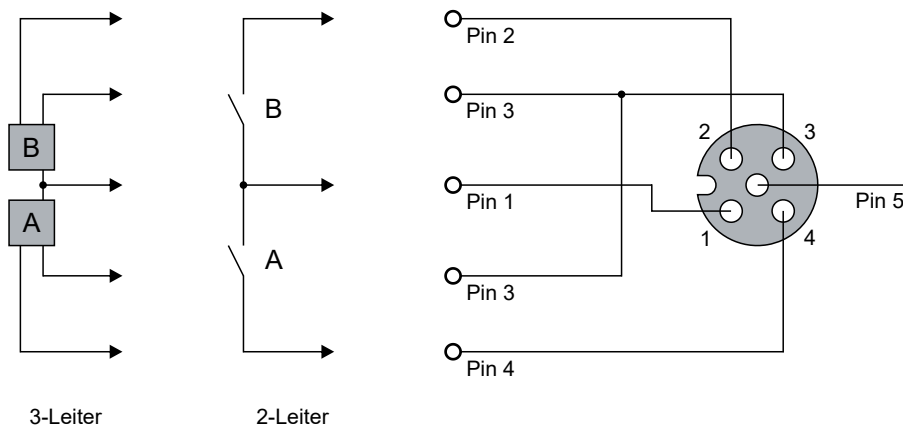 Pin 2
B
Pin 3
2
3
B
Pin 1
Pin 5
A
1
4
A
Pin 3
Pin 4
3-Leiter
2-Leiter